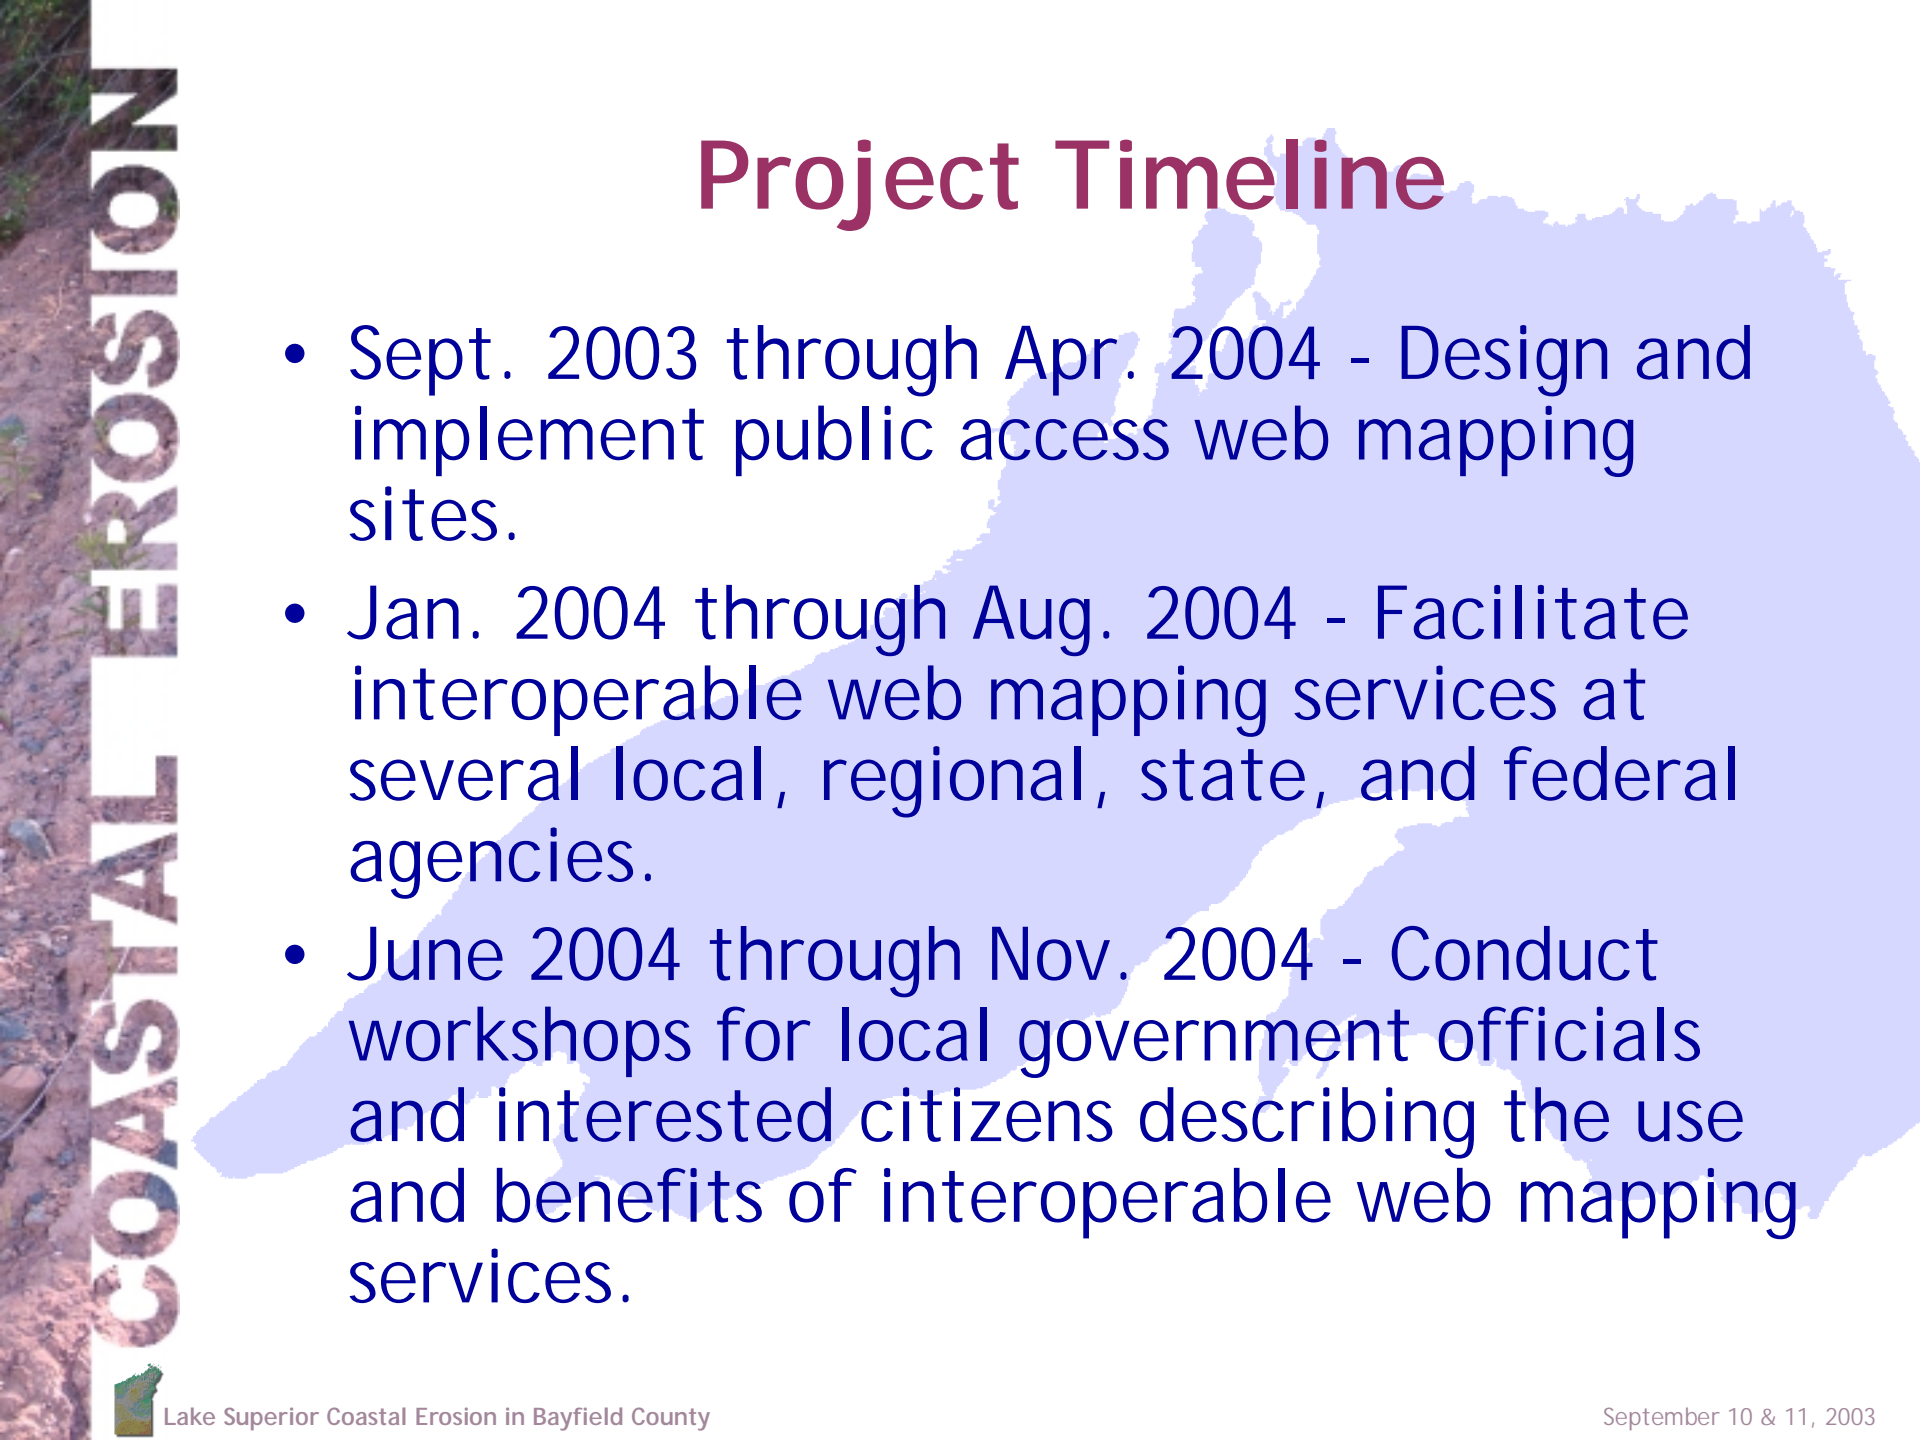 COASTAL EROSION
Project Timeline
• Sept. 2003 through Apr. 2004 - Design and
implement public access web mapping
sites.
• Jan. 2004 through Aug. 2004 - Facilitate
interoperable web mapping services at
several local, regional, state, and federal
agencies.
• June 2004 through Nov. 2004 - Conduct
workshops for local government officials
and interested citizens describing the use
and benefits of interoperable web mapping
services.
Lake Superior Coastal Erosion in Bayfield County
September 10 & 11, 2003